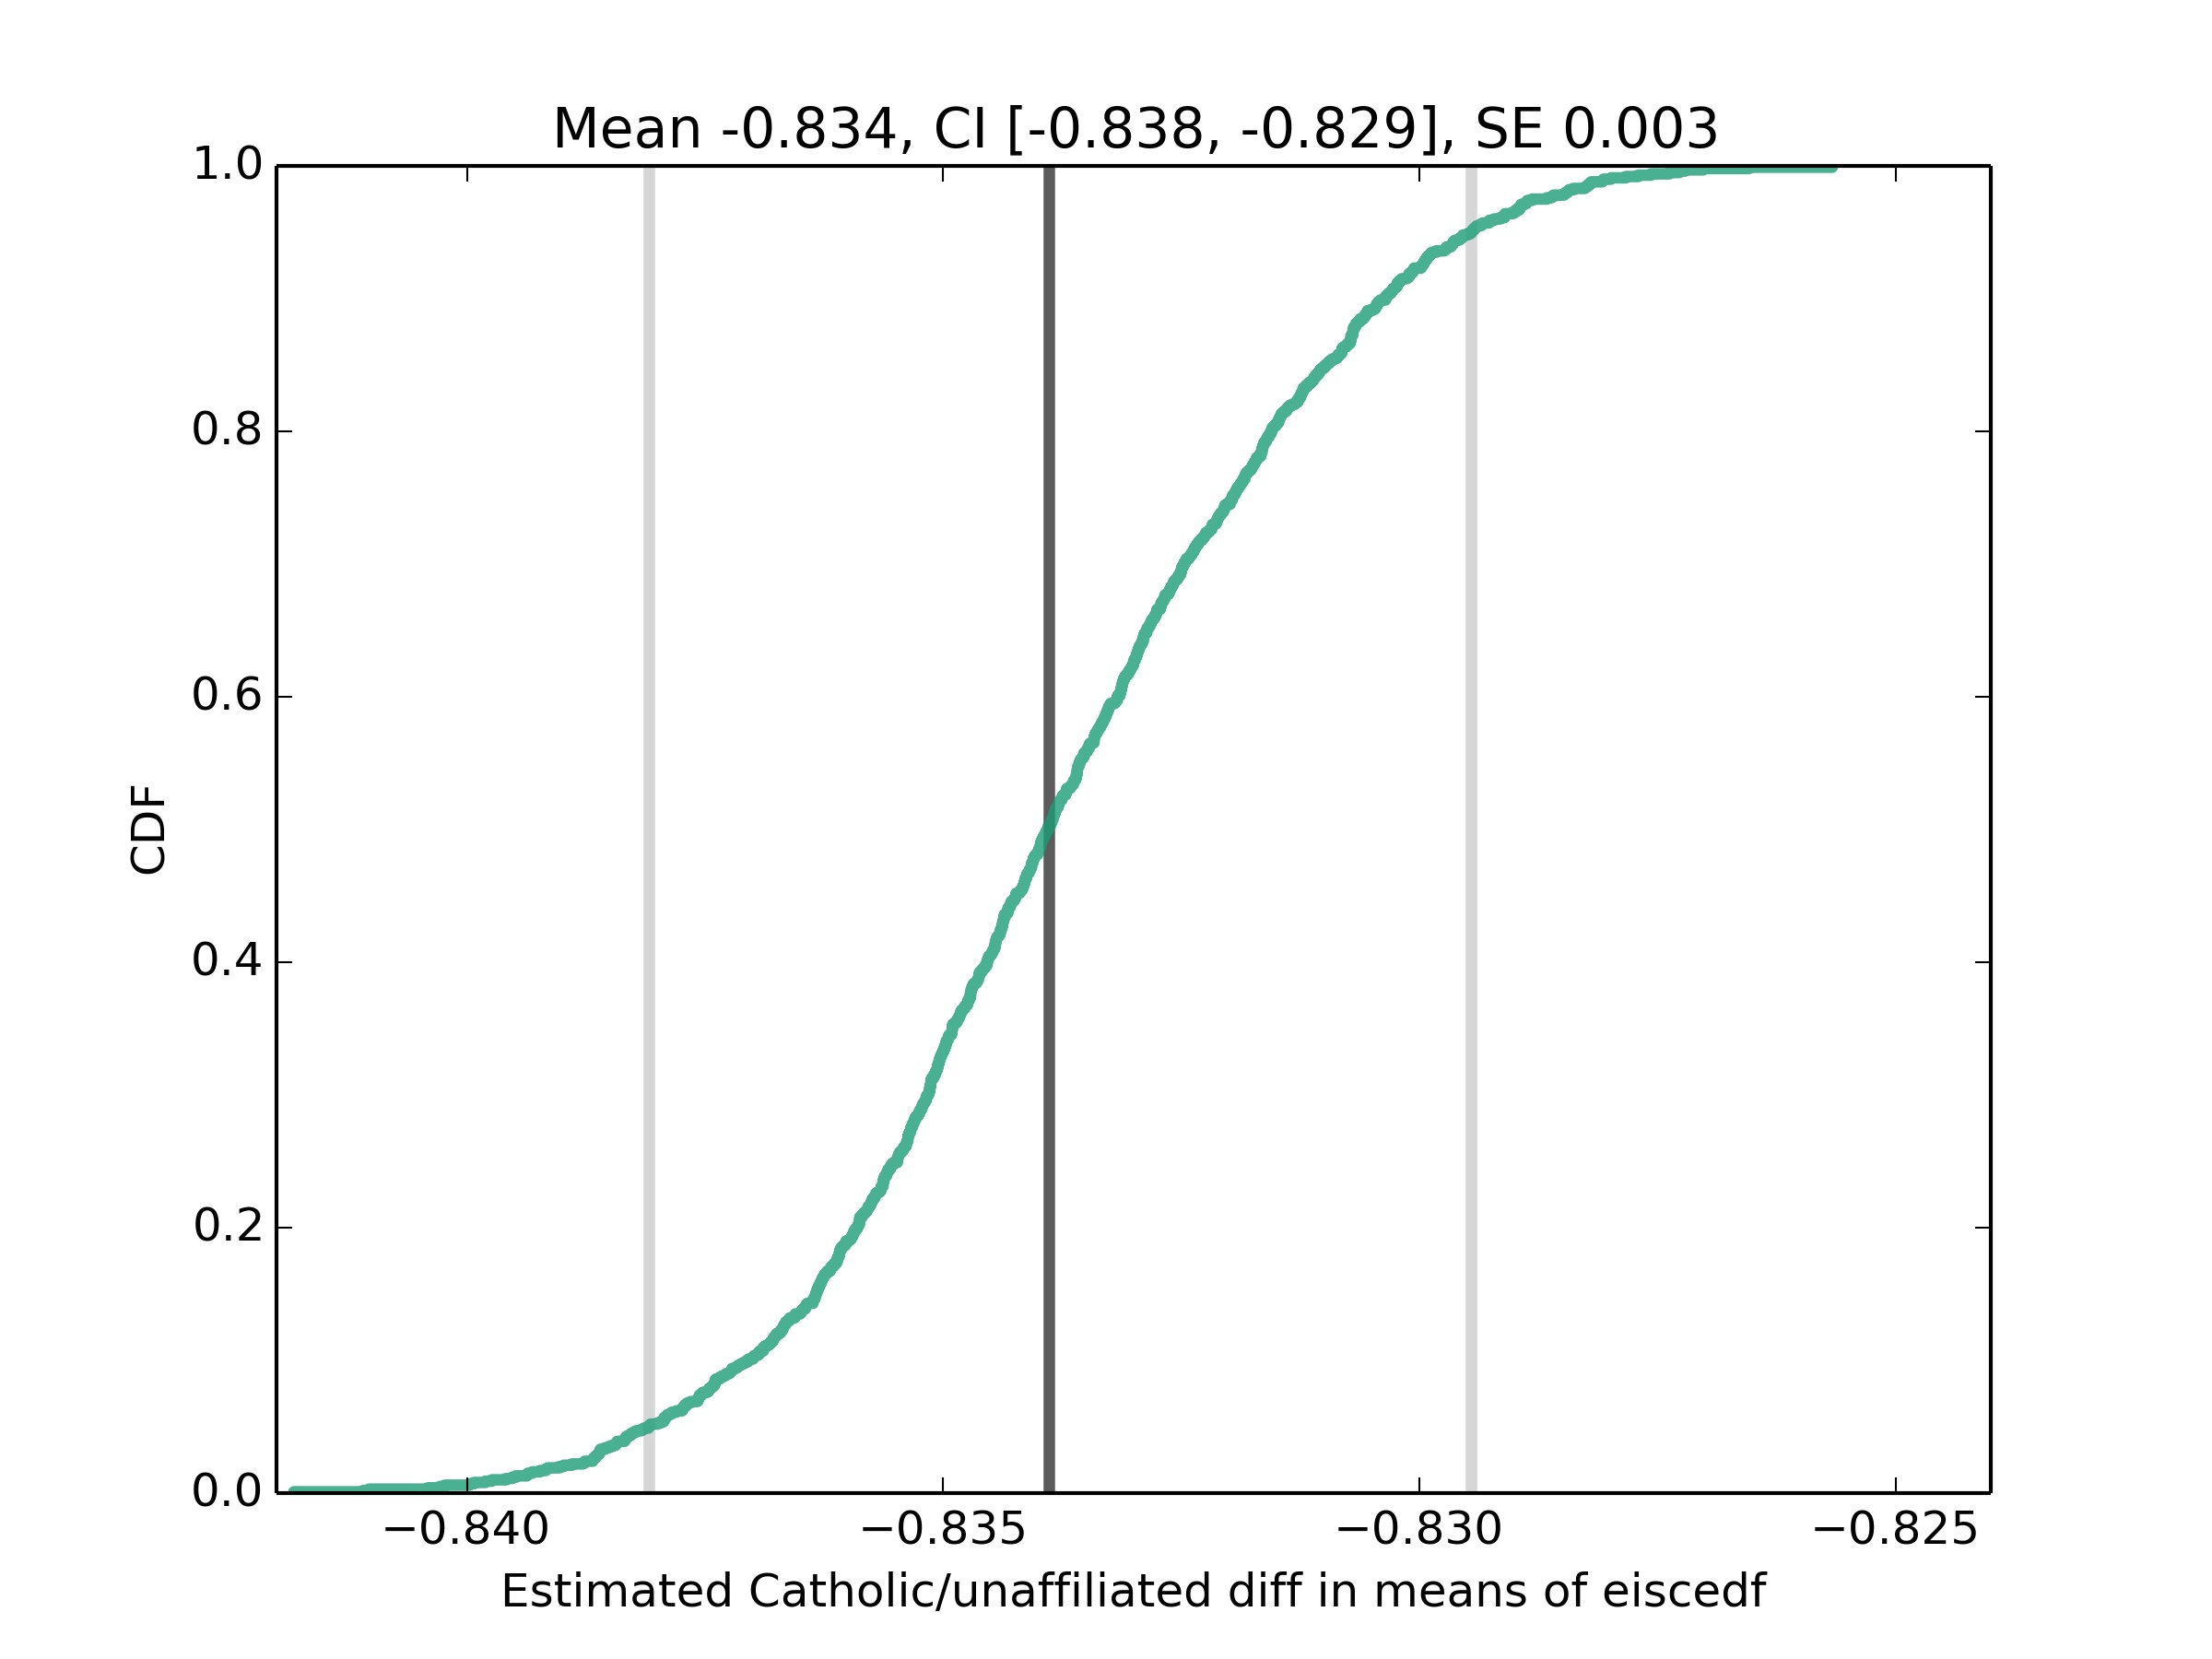 Mean -0.834, CI [-0.838, -0.829], SE 0.003
1.0
0.8
0.6
0.4
0.2
0.0
CDF
−0.840 −0.835 −0.830 −0.825
Estimated Catholic/unaffiliated diff in means of eiscedf